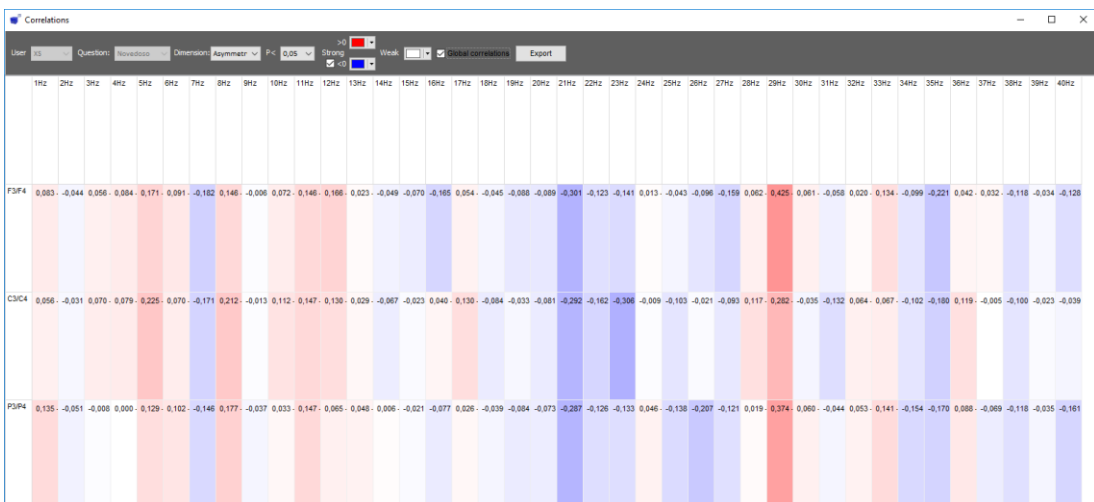 Correlations
User XS Question: Novedoso Dimension: Asymmetr P< 0,05 Strong >0 <0 Weak Global correlations Export
1Hz 2Hz 3Hz 4Hz 5Hz 6Hz 7Hz 8Hz 9Hz 10Hz 11Hz 12Hz 13Hz 14Hz 15Hz 16Hz 17Hz 18Hz 19Hz 20Hz 21Hz 22Hz 23Hz 24Hz 25Hz 26Hz 27Hz 28Hz 29Hz 30Hz 31Hz 32Hz 33Hz 34Hz 35Hz 36Hz 37Hz 38Hz 39Hz 40Hz
F3/F4 0,083- -0,044 0,056- 0,084- 0,171- 0,091- -0,182 0,146- -0,006 0,072- 0,146- 0,166- 0,023- -0,049 -0,070 -0,165 0,054- -0,045 -0,088 -0,089 -0,301 -0,123 -0,141 0,013- -0,043 -0,096 -0,159 0,062- 0,425- 0,061- -0,058 0,020- 0,134- -0,099 -0,221 0,042- 0,032- -0,118 -0,034 -0,128
C3/C4 0,056- -0,031 0,070- 0,079- 0,225- 0,070- -0,171 0,212- -0,013 0,112- 0,147- 0,130- 0,029- -0,067 -0,023 0,040- 0,130- -0,084 -0,033 -0,081 -0,292 -0,162 -0,306 -0,009 -0,103 -0,021 -0,093 0,117- 0,282- -0,035 -0,132 0,064- 0,067- -0,102 -0,180 0,119- -0,005 -0,100 -0,023 -0,039
P3/P4 0,135- -0,051 -0,008 0,000- 0,129- 0,102- -0,146 0,177- -0,037 0,033- 0,147- 0,065- 0,048- 0,006- -0,021 -0,077 0,026- -0,039 -0,084 -0,073 -0,287 -0,126 -0,133 0,046- -0,138 -0,207 -0,121 0,019- 0,374- 0,060- -0,044 0,053- 0,141- -0,154 -0,170 0,088- -0,069 -0,118 -0,035 -0,161